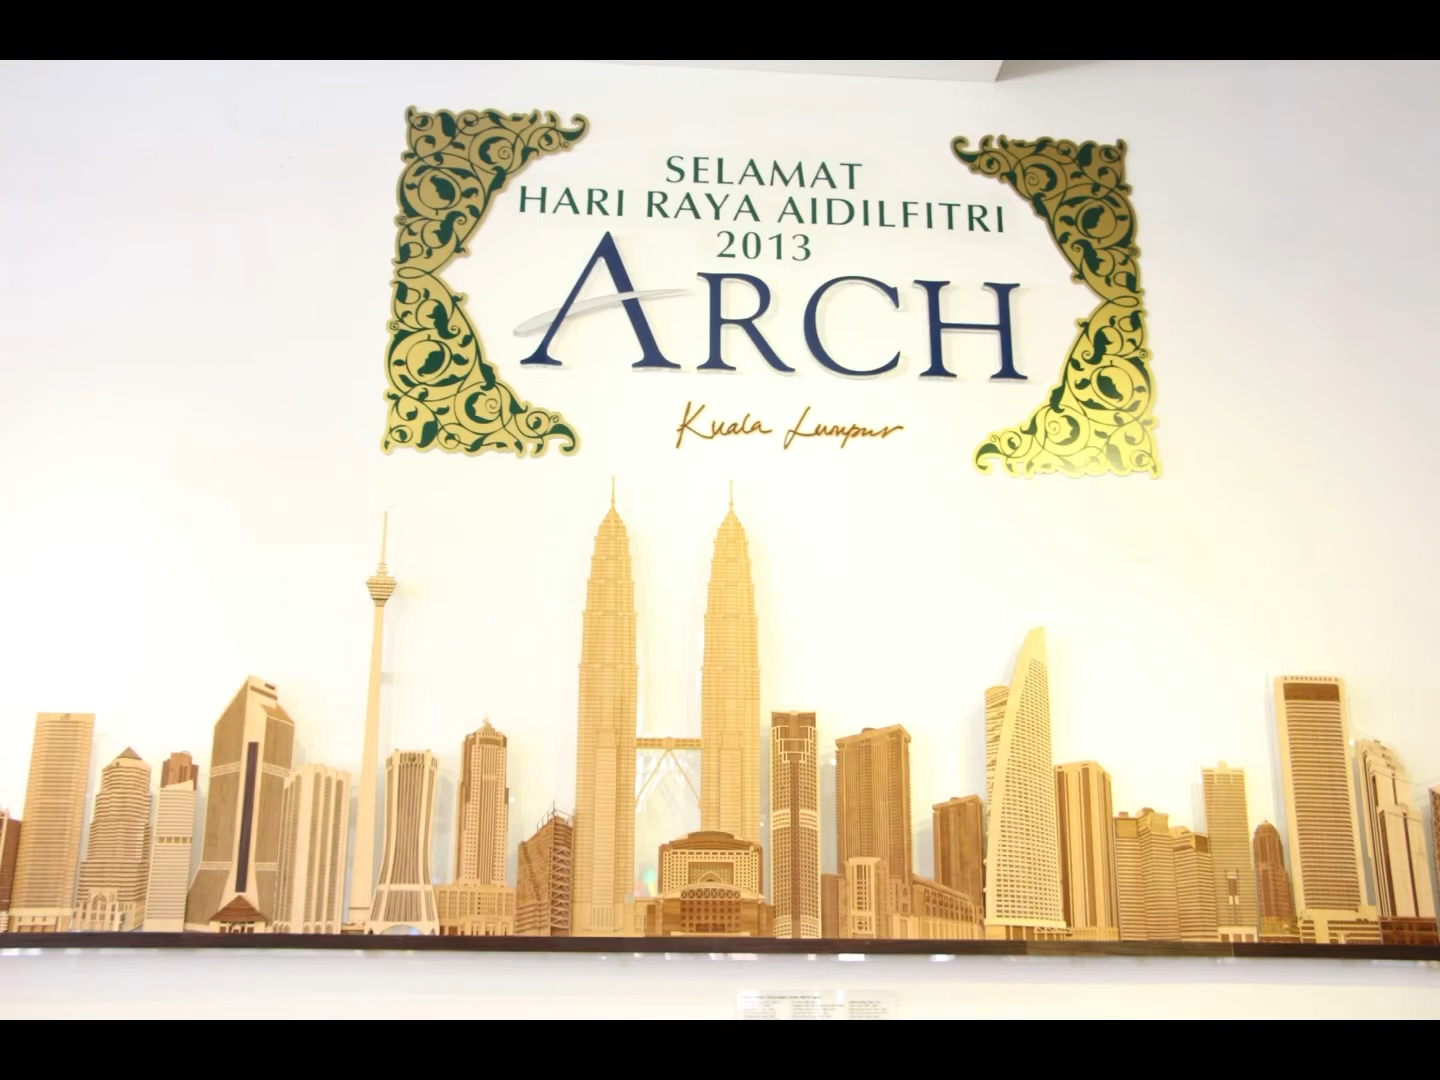 SELAMAT
HARI RAYA AIDILFITRI
2013
ARCH
Kuala Lumpur